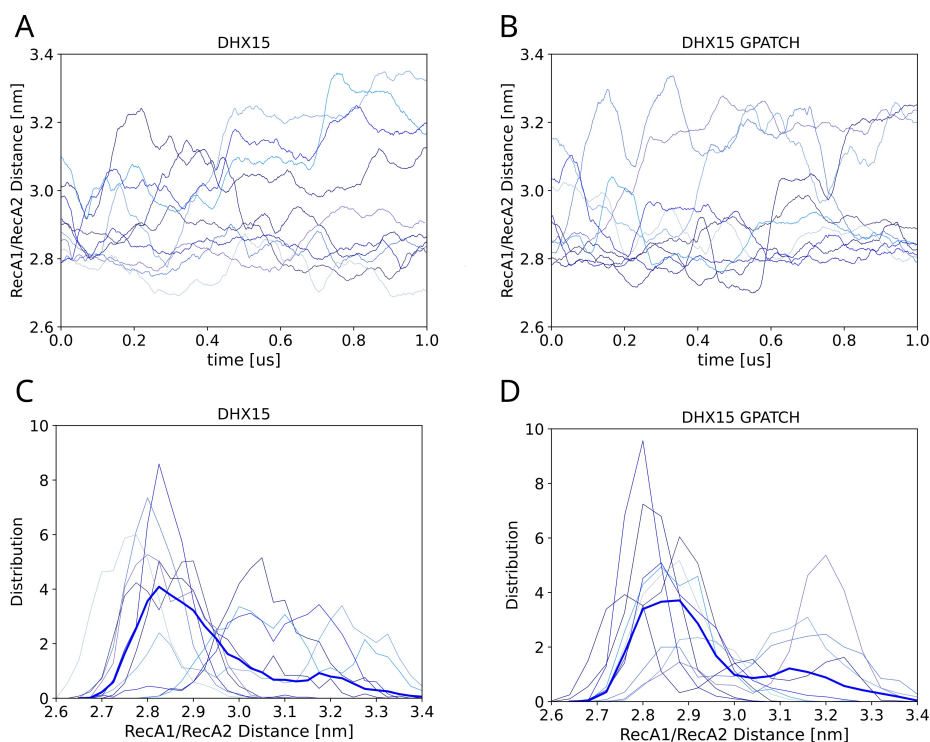 A
DHX15
RecA1/RecA2 Distance [nm]
3.4
3.2
3.0
2.8
2.6
0.0 0.2 0.4 0.6 0.8 1.0
time [us]
B
DHX15 GPATCH
RecA1/RecA2 Distance [nm]
3.4
3.2
3.0
2.8
2.6
0.0 0.2 0.4 0.6 0.8 1.0
time [us]
C
DHX15
Distribution
10
8
6
4
2
0
2.6 2.7 2.8 2.9 3.0 3.1 3.2 3.3 3.4
RecA1/RecA2 Distance [nm]
D
DHX15 GPATCH
Distribution
10
8
6
4
2
0
2.6 2.7 2.8 2.9 3.0 3.1 3.2 3.3 3.4
RecA1/RecA2 Distance [nm]